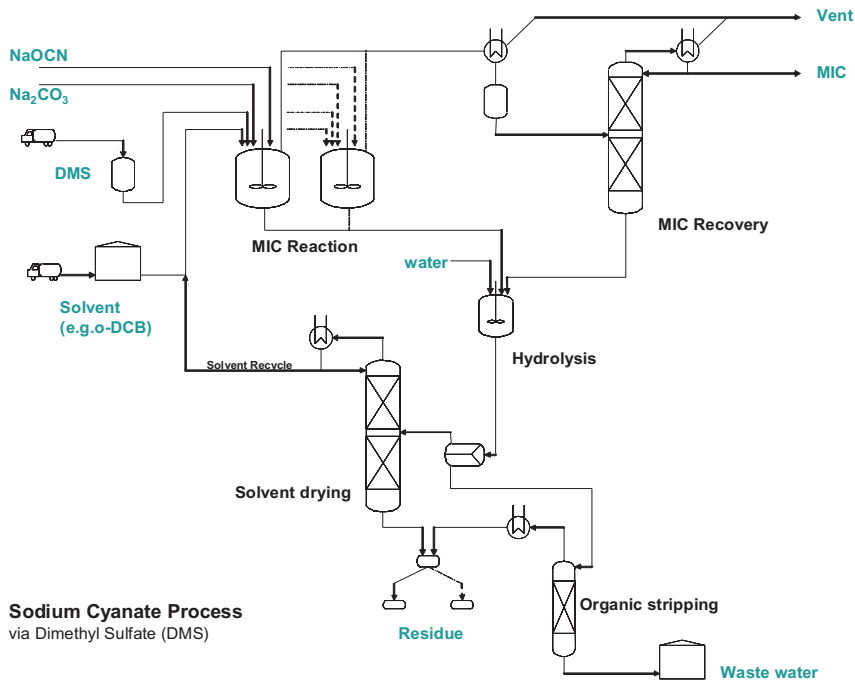 Vent
NaOCN
MIC
Na₂CO₃
DMS
MIC Reaction
MIC Recovery
water
Solvent
(e.g.o-DCB)
Hydrolysis
Solvent Recycle
Solvent drying
Sodium Cyanate Process
via Dimethyl Sulfate (DMS)
Organic stripping
Residue
Waste water